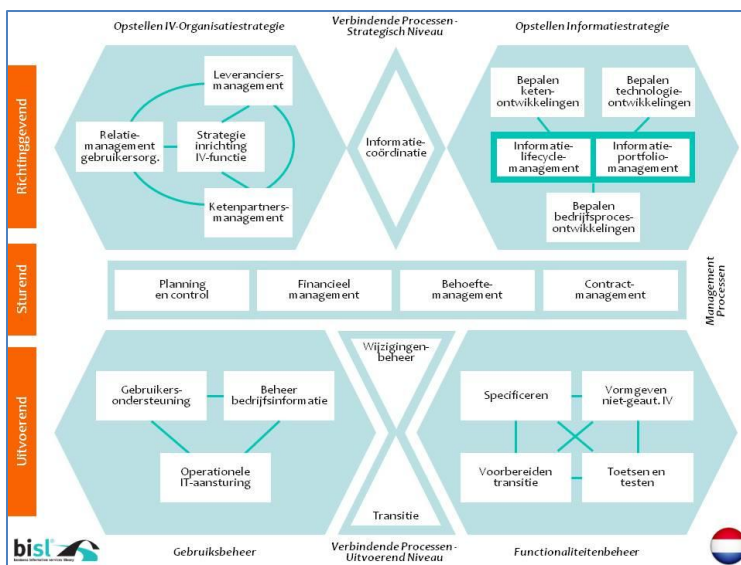 Opstellen IV-Organisatiestrategie
Verbindende Processen -
Strategisch Niveau
Opstellen Informatiestrategie
Richtinggevend
Leveranciers-
management
Relatie-
management
gebruikersorg.
Strategie
inrichting
IV-functie
Ketenpartners-
management
Informatie-
coördinatie
Bepalen
keten-
ontwikkelingen
Bepalen
technologie-
ontwikkelingen
Informatie-
lifecycle-
management
Informatie-
portfolio-
management
Bepalen
bedrijfsproces-
ontwikkelingen
Sturend
Planning
en control
Financieel
management
Behoefte-
management
Contract-
management
Management
Processen
Uitvoerend
Gebruikers-
ondersteuning
Beheer
bedrijfsinformatie
Operationele
IT-aansturing
Wijzigingen-
beheer
Transitie
Specificeren
Vormgeven
niet-geaut. IV
Voorbereiden
transitie
Toetsen en
testen
bisl
business information services library
Gebruiksbeheer
Verbindende Processen -
Uitvoerend Niveau
Functionaliteitenbeheer